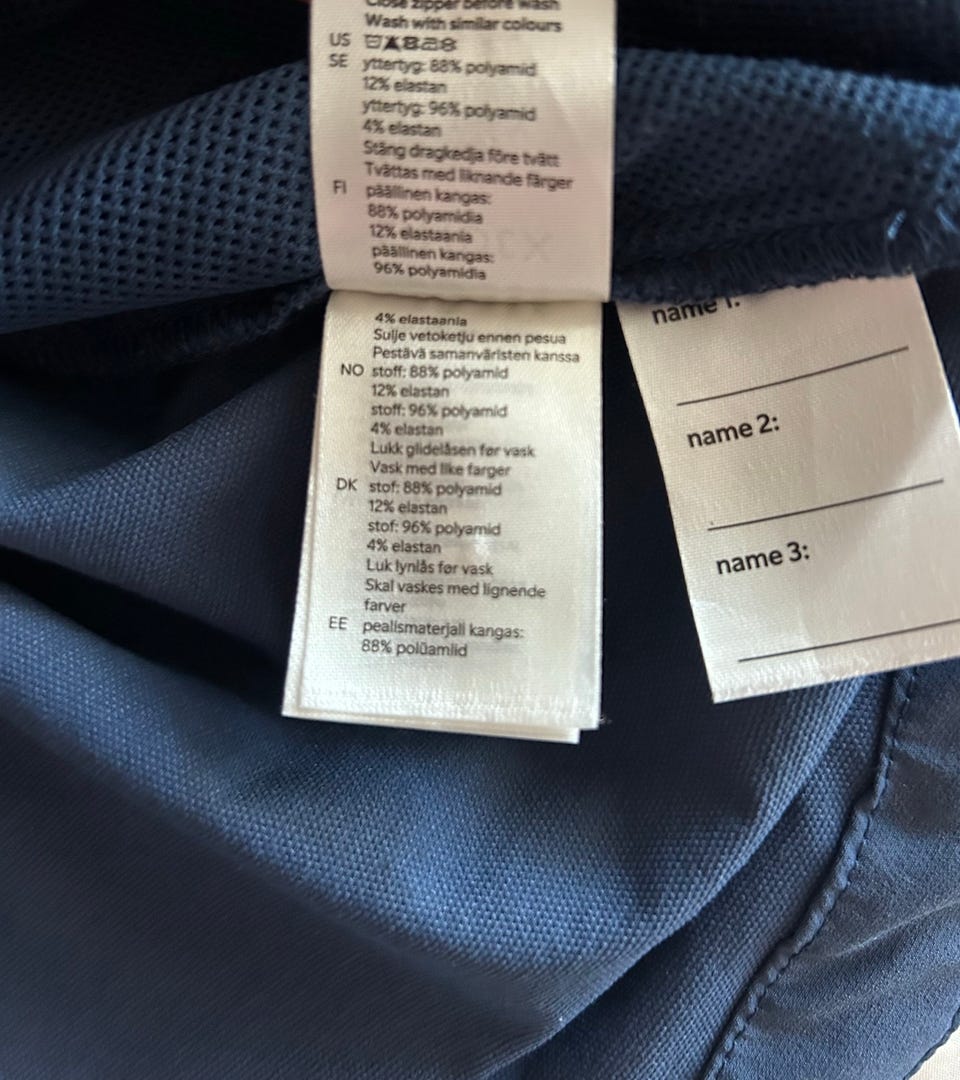 Close zipper before wash
Wash with similar colours
US
SE yttertyg: 88% polyamid
12% elastan
yttertyg: 96% polyamid
4% elastan
Stäng dragkedja före tvätt
Tvättas med liknande färger
FI päällinen kangas:
88% polyamidia
12% elastaania
päällinen kangas:
96% polyamidia
4% elastaania
Sulje vetoketju ennen pesua
Pestävä samanväristen kanssa
NO stoff: 88% polyamid
12% elastan
stoff: 96% polyamid
4% elastan
Lukk glidelåsen før vask
Vask med like farger
DK stof: 88% polyamid
12% elastan
stof: 96% polyamid
4% elastan
Luk lynlås før vask
Skal vaskes med lignende
farver
EE pealismaterjali kangas:
88% polüamiid
name 1:
name 2:
name 3: